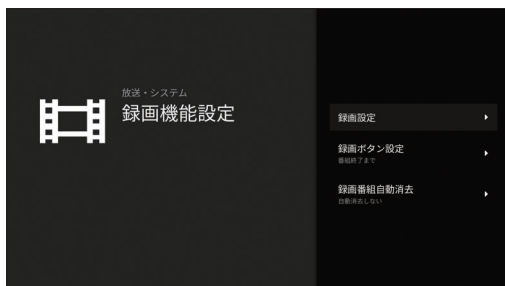 放送・システム
録画機能設定
録画設定
録画ボタン設定
番組終了まで
録画番組自動消去
自動消去しない